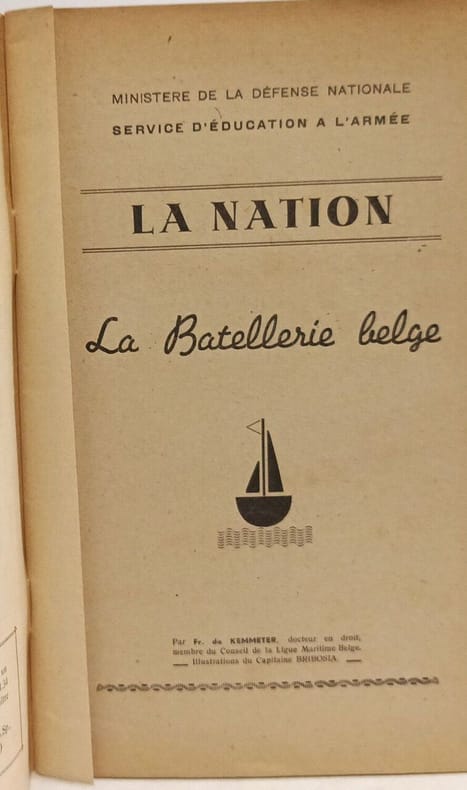 MINISTERE DE LA DÉFENSE NATIONALE
SERVICE D'ÉDUCATION A L'ARMÉE
LA NATION
La Batellerie belge
Par Fr. de KEMMETER, docteur en droit,
membre du Conseil de la Ligue Maritime Belge.
Illustrations du Capitaine BRIBOSIA.